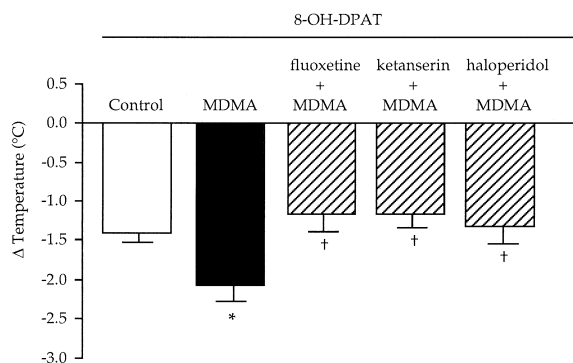 8-OH-DPAT
fluoxetine ketanserin haloperidol
+ + +
Control MDMA MDMA MDMA MDMA
0.5
0.0
-0.5
-1.0
-1.5
-2.0
-2.5
-3.0
Δ Temperature (°C)
† † †
*